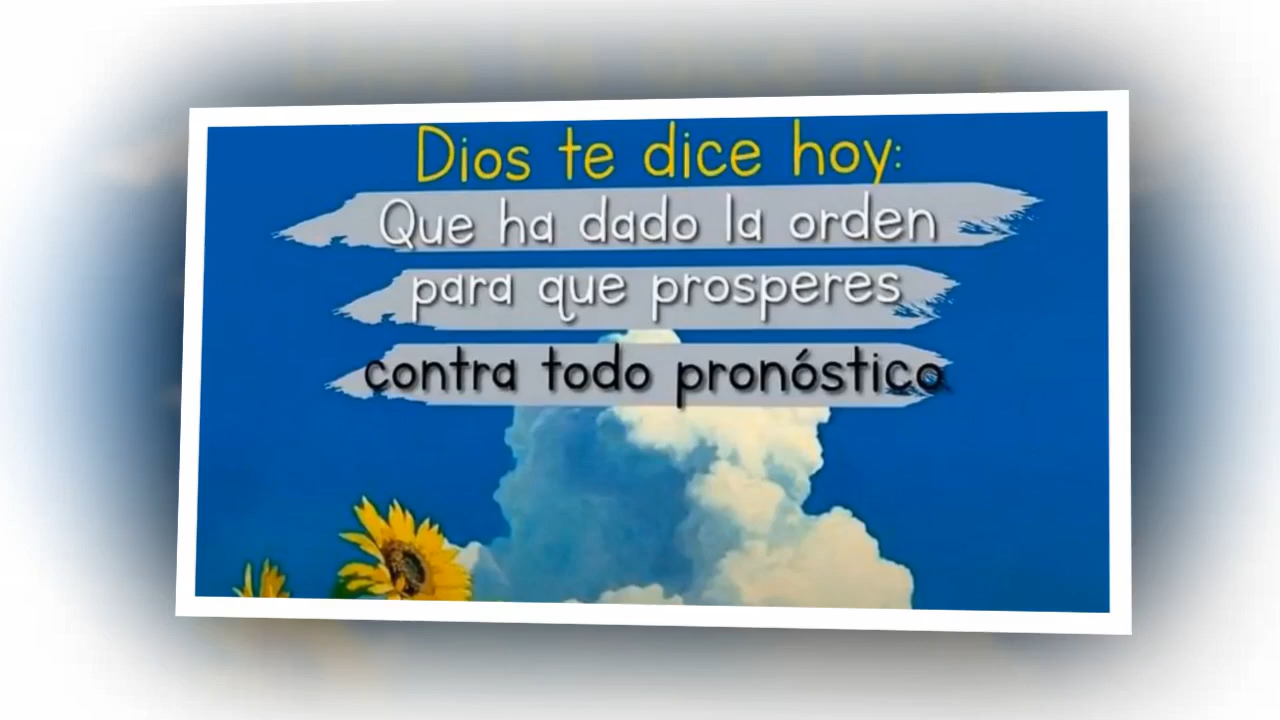 Dios te dice hoy:
Que ha dado la orden
para que prosperes
contra todo pronóstico